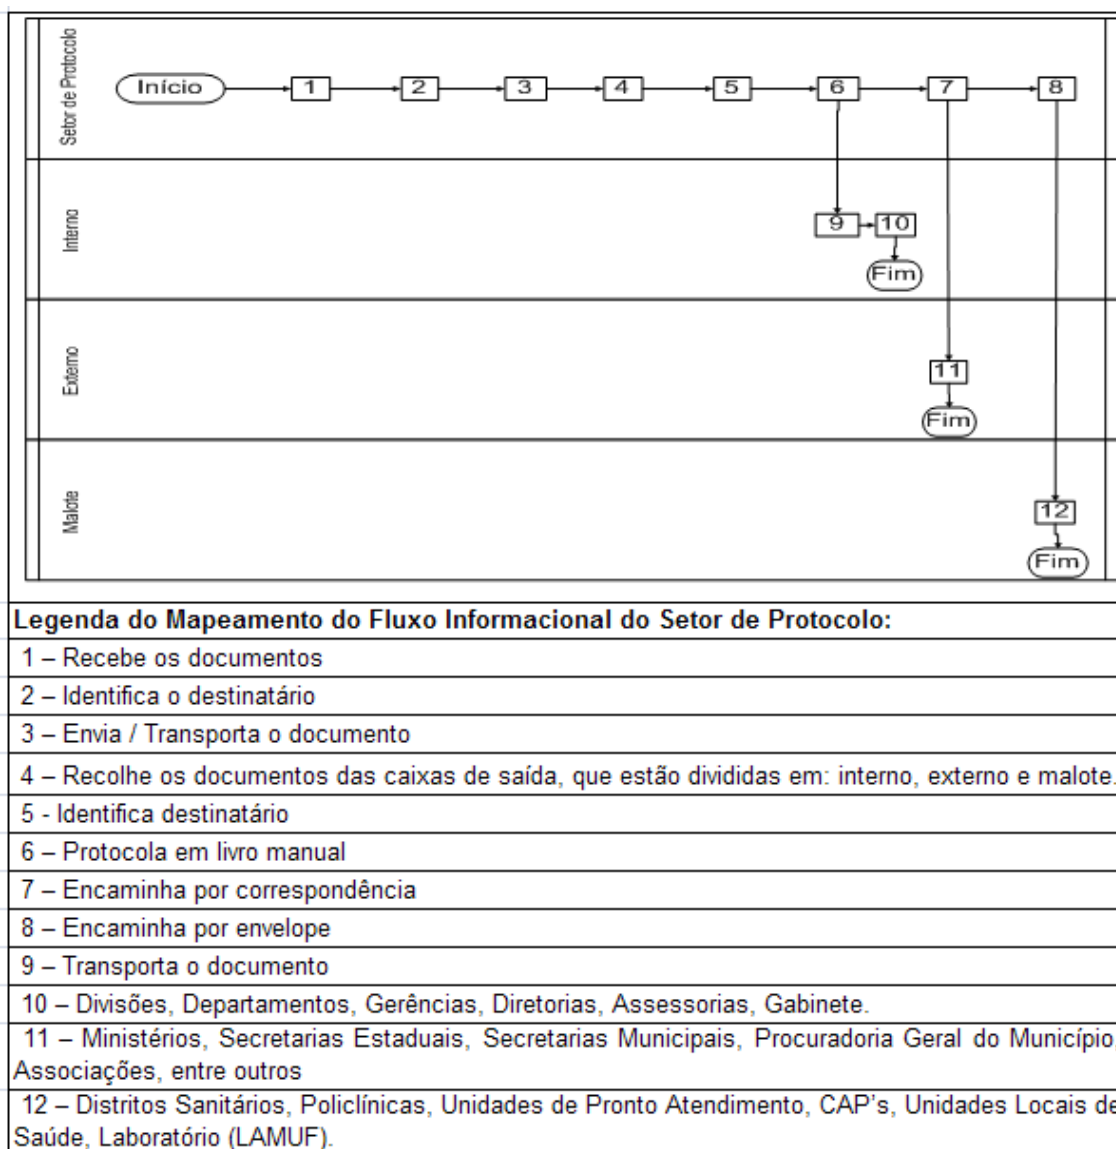 Setor de Protocolo
Início
1
2
3
4
5
6
7
8
Interno
9
10
Fim
Externo
11
Fim
Malote
12
Fim
Legenda do Mapeamento do Fluxo Informacional do Setor de Protocolo:
1 – Recebe os documentos
2 – Identifica o destinatário
3 – Envia / Transporta o documento
4 – Recolhe os documentos das caixas de saída, que estão divididas em: interno, externo e malote.
5 - Identifica destinatário
6 – Protocola em livro manual
7 – Encaminha por correspondência
8 – Encaminha por envelope
9 – Transporta o documento
10 – Divisões, Departamentos, Gerências, Diretorias, Assessorias, Gabinete.
11 – Ministérios, Secretarias Estaduais, Secretarias Municipais, Procuradoria Geral do Município,
Associações, entre outros
12 – Distritos Sanitários, Policlínicas, Unidades de Pronto Atendimento, CAP's, Unidades Locais de
Saúde, Laboratório (LAMUF).